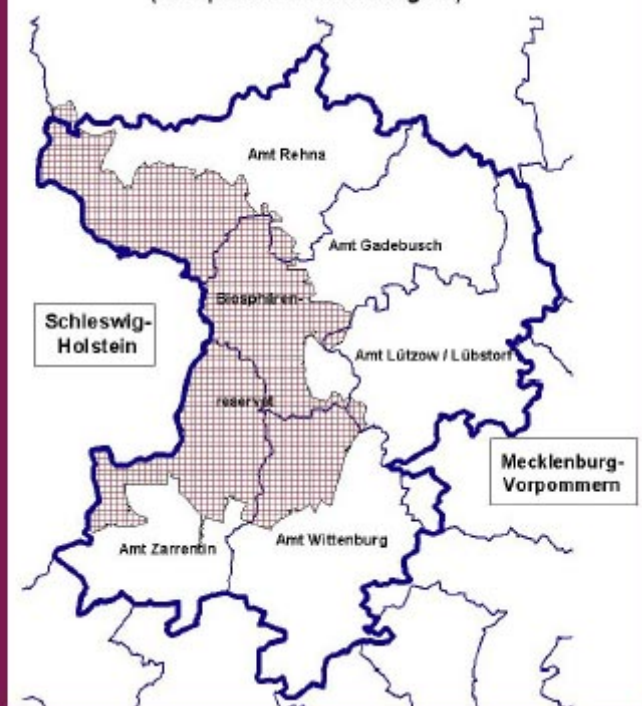 Amt Rehna
Amt Gadebusch
Biosphären-
Schleswig-
Holstein
Amt Lützow / Lübstorf
reservat
Mecklenburg-
Vorpommern
Amt Zarrentin
Amt Wittenburg